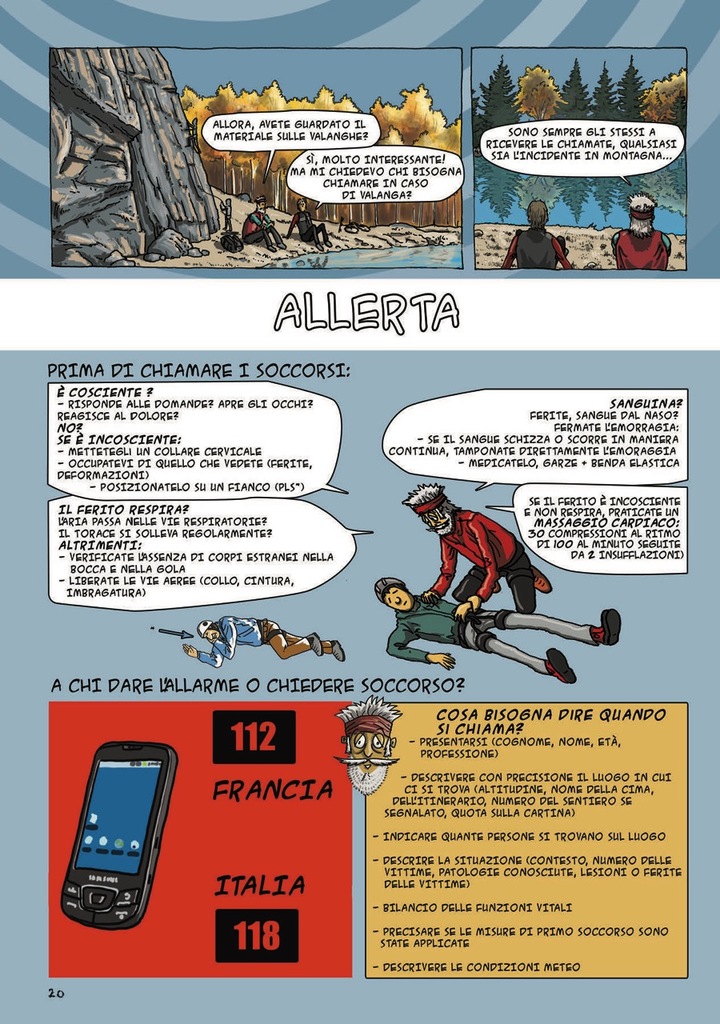 ALLORA, AVETE GUARDATO IL
MATERIALE SULLE VALANGHE?
SÌ, MOLTO INTERESSANTE!
MA MI CHIEDEVO CHI BISOGNA
CHIAMARE IN CASO
DI VALANGA?
SONO SEMPRE GLI STESSI A
RICEVERE LE CHIAMATE, QUALSIASI
SIA L'INCIDENTE IN MONTAGNA...
ALLERTA
PRIMA DI CHIAMARE I SOCCORSI:
È COSCIENTE ?
- RISPONDE ALLE DOMANDE? APRE GLI OCCHI?
REAGISCE AL DOLORE?
NO?
SE È INCOSCIENTE:
- METTETEGLI UN COLLARE CERVICALE
- OCCUPATEVI DI QUELLO CHE VEDETE (FERITE,
DEFORMAZIONI)
- POSIZIONATELO SU UN FIANCO (PLS")
IL FERITO RESPIRA?
L'ARIA PASSA NELLE VIE RESPIRATORIE?
IL TORACE SI SOLLEVA REGOLARMENTE?
ALTRIMENTI:
- VERIFICATE L'ASSENZA DI CORPI ESTRANEI NELLA
BOCCA E NELLA GOLA
- LIBERATE LE VIE AEREE (COLLO, CINTURA,
IMBRAGATURA)
SANGUINA?
FERITE, SANGUE DAL NASO?
FERMATE L'EMORRAGIA:
- SE IL SANGUE SCHIZZA O SCORRE IN MANIERA
CONTINUA, TAMPONATE DIRETTAMENTE L'EMORAGGIA
- MEDICATELO, GARZE + BENDA ELASTICA
SE IL FERITO È INCOSCIENTE
E NON RESPIRA, PRATICATE UN
MASSAGGIO CARDIACO:
30 COMPRESSIONI AL RITMO
DI 100 AL MINUTO SEGUITE
DA 2 INSUFFLAZIONI)
A CHI DARE L'ALLARME O CHIEDERE SOCCORSO?
112
FRANCIA
ITALIA
118
COSA BISOGNA DIRE QUANDO
SI CHIAMA?
- PRESENTARSI (COGNOME, NOME, ETÀ,
PROFESSIONE)
- DESCRIVERE CON PRECISIONE IL LUOGO IN CUI
CI SI TROVA (ALTITUDINE, NOME DELLA CIMA,
DELL'ITINERARIO, NUMERO DEL SENTIERO SE
SEGNALATO, QUOTA SULLA CARTINA)
- INDICARE QUANTE PERSONE SI TROVANO SUL LUOGO
- DESCRIRE LA SITUAZIONE (CONTESTO, NUMERO DELLE
VITTIME, PATOLOGIE CONOSCIUTE, LESIONI O FERITE
DELLE VITTIME)
- BILANCIO DELLE FUNZIONI VITALI
- PRECISARE SE LE MISURE DI PRIMO SOCCORSO SONO
STATE APPLICATE
- DESCRIVERE LE CONDIZIONI METEO
20